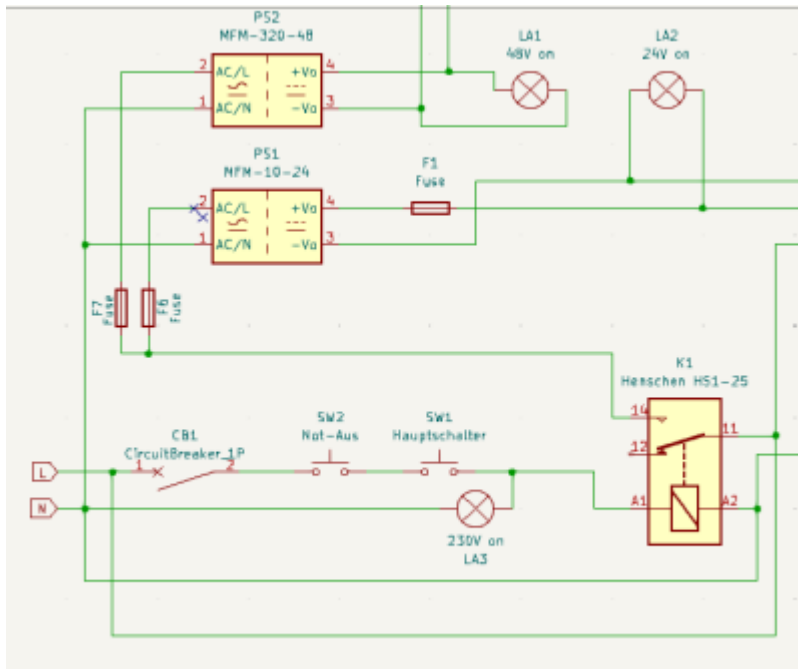 PS2
MFM-320-48
2 AC/L +Vo 4
1 AC/N -Vo 3
LA1
48V on
LA2
24V on
PS1
MFM-10-24
2 AC/L +Vo 4
1 AC/N -Vo 3
F1
Fuse
F7
Fuse
F6
Fuse
K1
Henschen HS1-25
14
11
12
A1
A2
CB1
CircuitBreaker_1P
1
2
SW2
Not-Aus
SW1
Hauptschalter
L
N
230V on
LA3